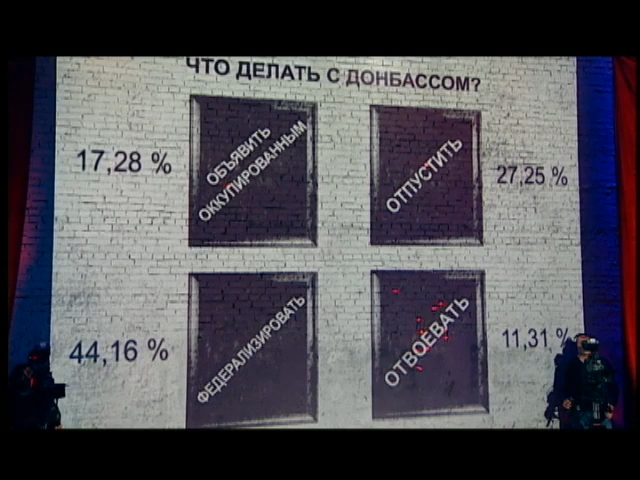 ЧТО ДЕЛАТЬ С ДОНБАССОМ?
17,28 %
ОБЪЯВИТЬ
ОККУПИРОВАННЫМ
ОТПУСТИТЬ
27,25 %
44,16 %
ФЕДЕРАЛИЗИРОВАТЬ
ОТВОЕВАТЬ
11,31 %